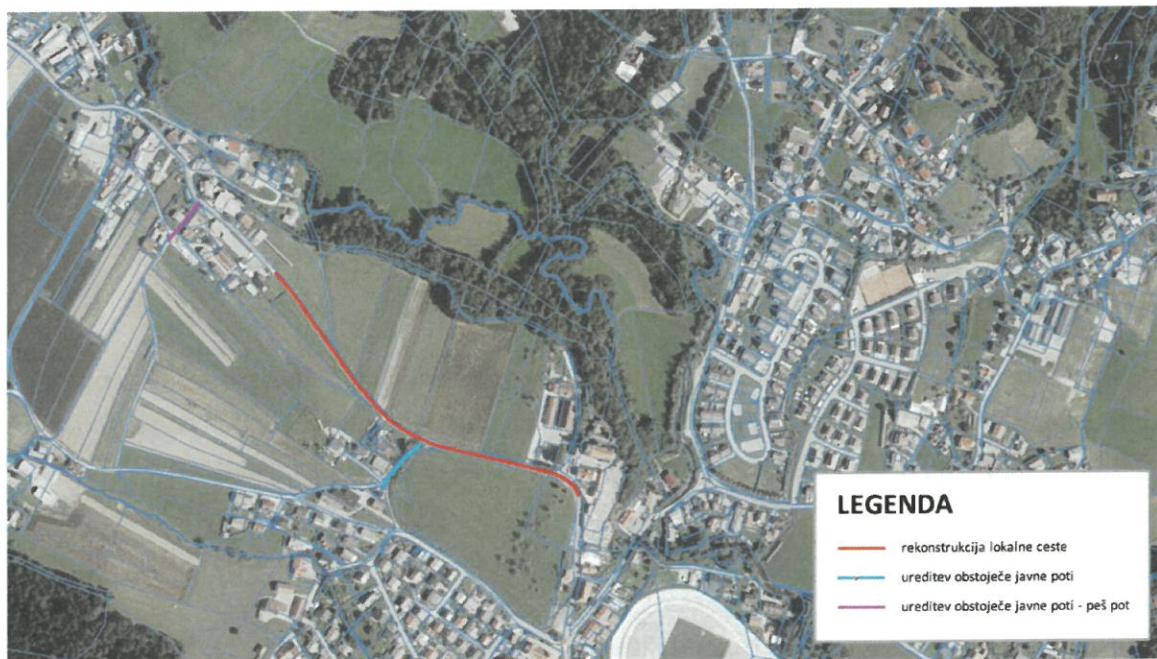 LEGENDA
rekonstrukcija lokalne ceste
ureditev obstoječe javne poti
ureditev obstoječe javne poti - peš pot